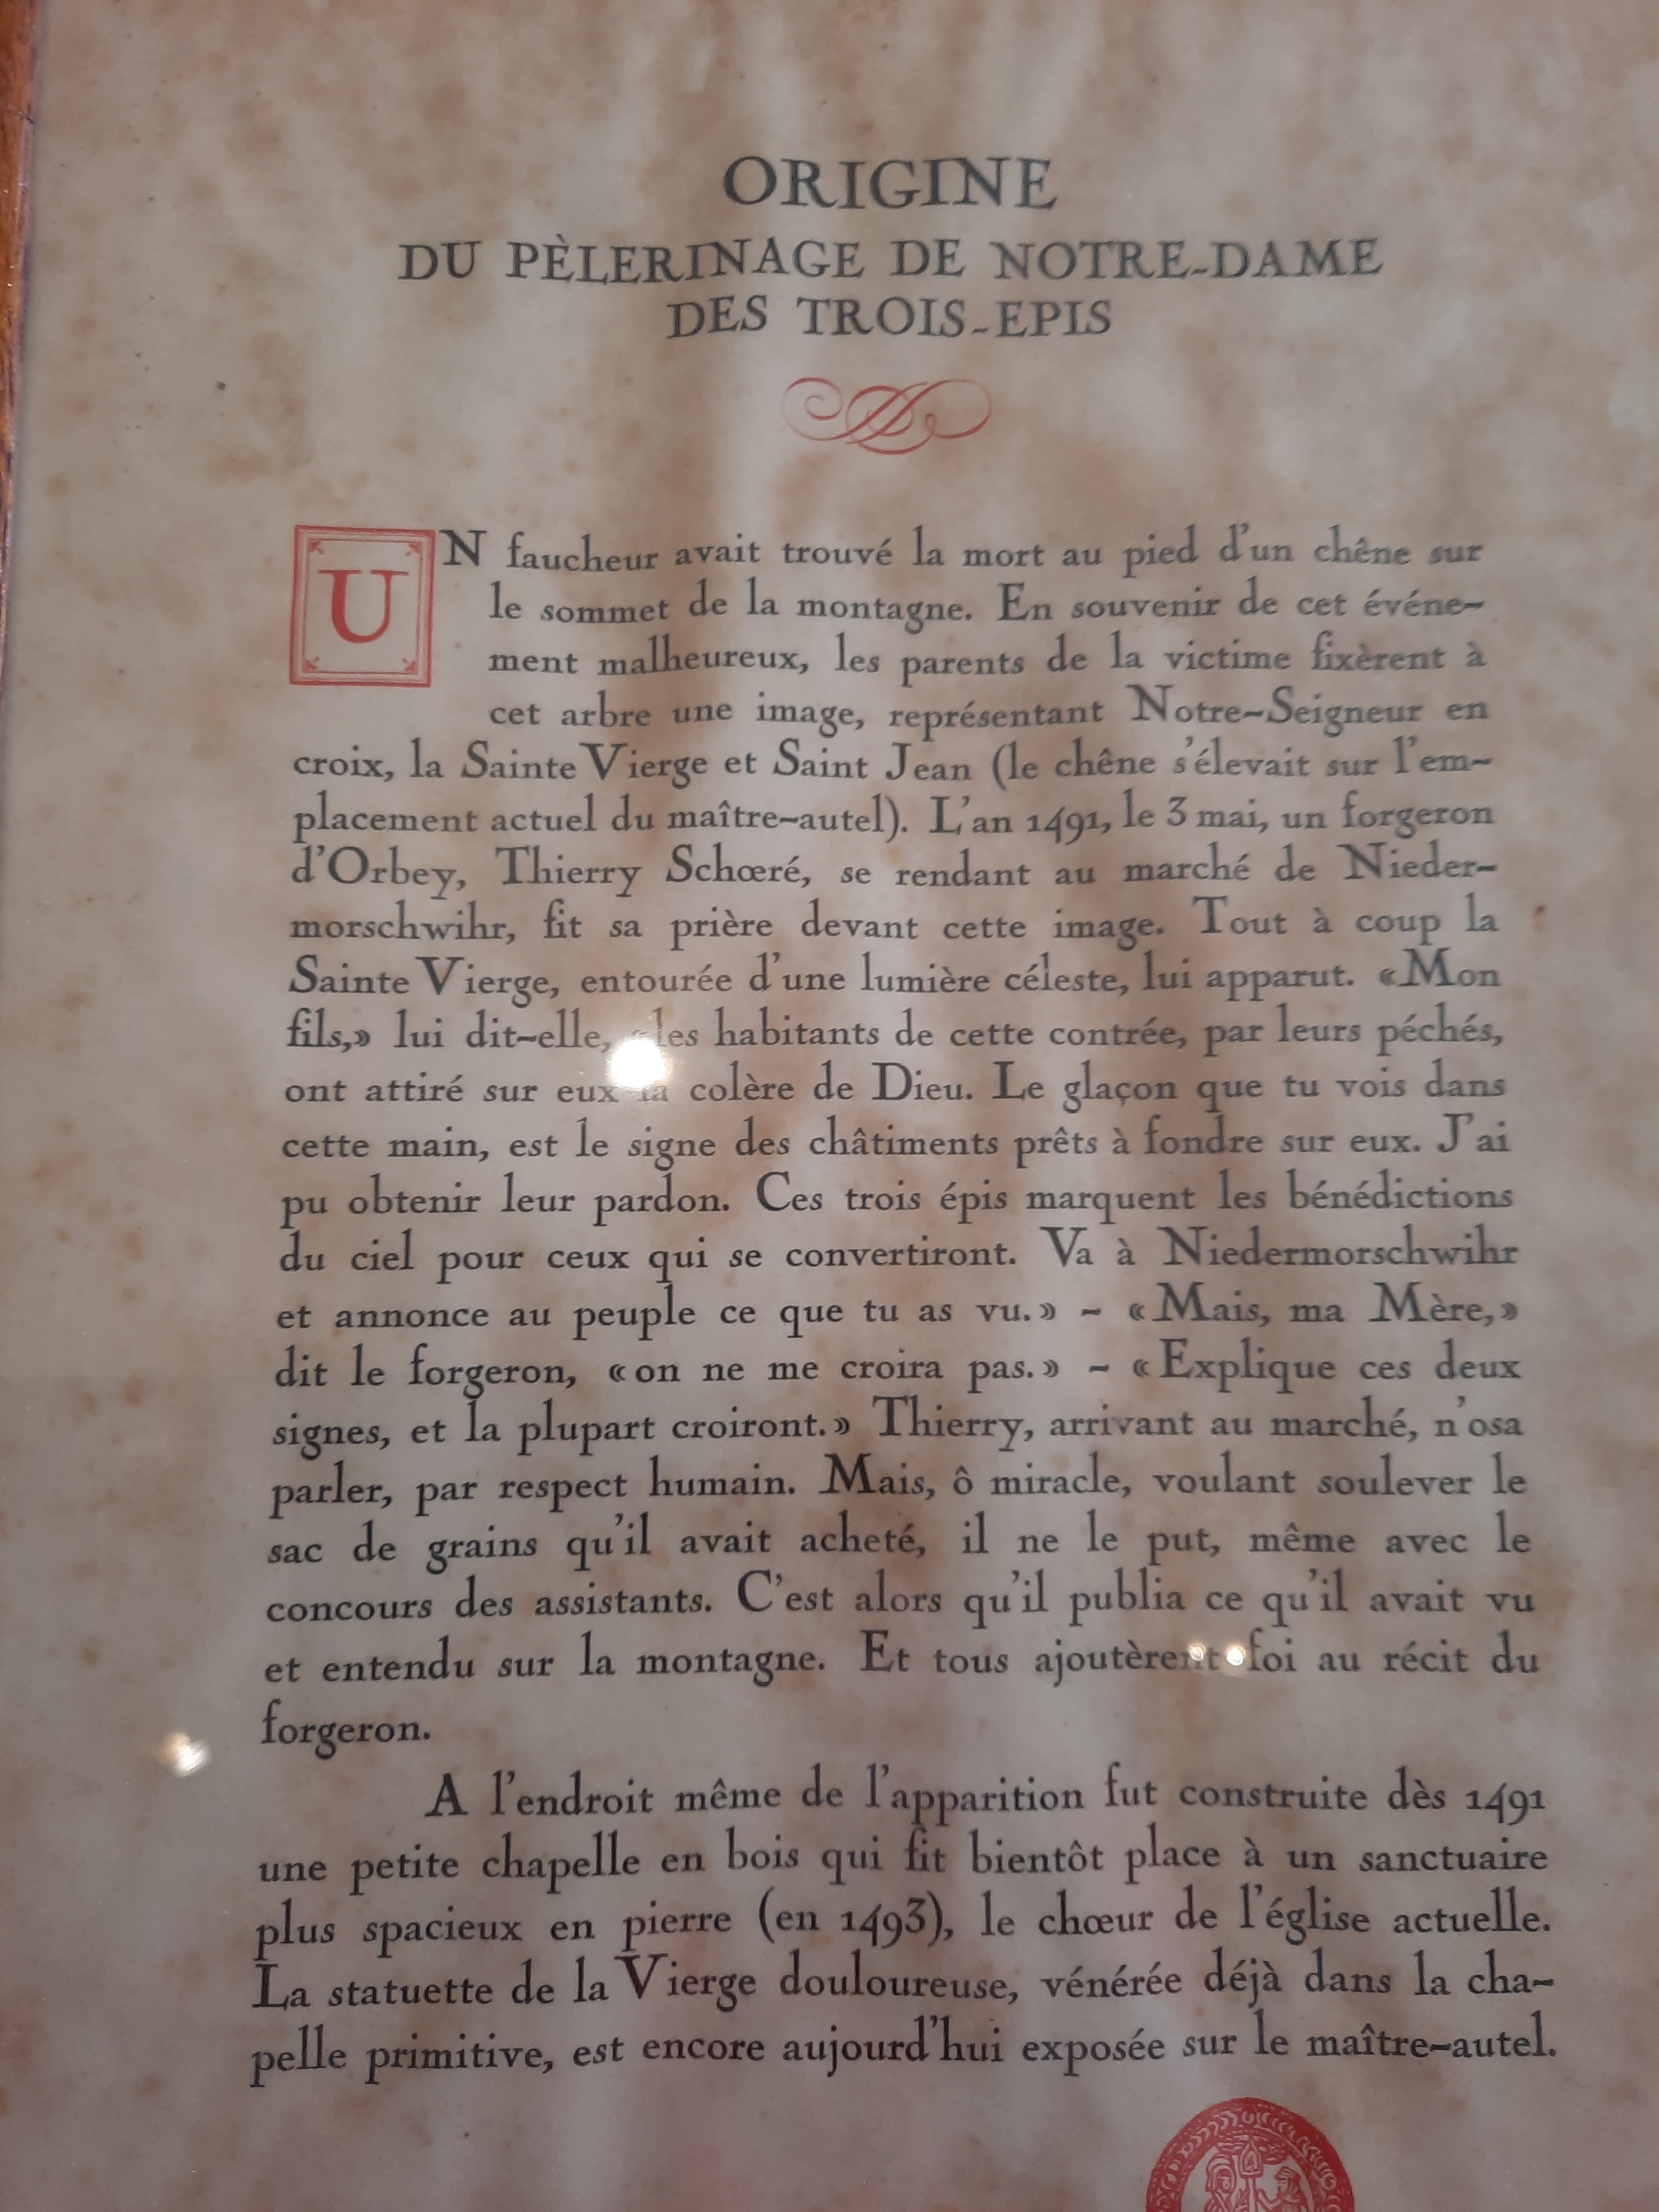 ORIGINE
DU PÈLERINAGE DE NOTRE-DAME
DES TROIS-EPIS
UN faucheur avait trouvé la mort au pied d'un chêne sur
le sommet de la montagne. En souvenir de cet événe-
ment malheureux, les parents de la victime fixèrent à
cet arbre une image, représentant Notre-Seigneur en
croix, la Sainte Vierge et Saint Jean (le chêne s'élevait sur l'em-
placement actuel du maître-autel). L'an 1491, le 3 mai, un forgeron
d'Orbey, Thierry Schœré, se rendant au marché de Nieder-
morschwihr, fit sa prière devant cette image. Tout à coup la
Sainte Vierge, entourée d'une lumière céleste, lui apparut. «Mon
fils,» lui dit-elle, «les habitants de cette contrée, par leurs péchés,
ont attiré sur eux la colère de Dieu. Le glaçon que tu vois dans
cette main, est le signe des châtiments prêts à fondre sur eux. J'ai
pu obtenir leur pardon. Ces trois épis marquent les bénédictions
du ciel pour ceux qui se convertiront. Va à Niedermorschwihr
et annonce au peuple ce que tu as vu.» - «Mais, ma Mère,»
dit le forgeron, «on ne me croira pas.» - «Explique ces deux
signes, et la plupart croiront.» Thierry, arrivant au marché, n'osa
parler, par respect humain. Mais, ô miracle, voulant soulever le
sac de grains qu'il avait acheté, il ne le put, même avec le
concours des assistants. C'est alors qu'il publia ce qu'il avait vu
et entendu sur la montagne. Et tous ajoutèrent foi au récit du
forgeron.
A l'endroit même de l'apparition fut construite dès 1491
une petite chapelle en bois qui fit bientôt place à un sanctuaire
plus spacieux en pierre (en 1493), le chœur de l'église actuelle.
La statuette de la Vierge douloureuse, vénérée déjà dans la cha-
pelle primitive, est encore aujourd'hui exposée sur le maître-autel.